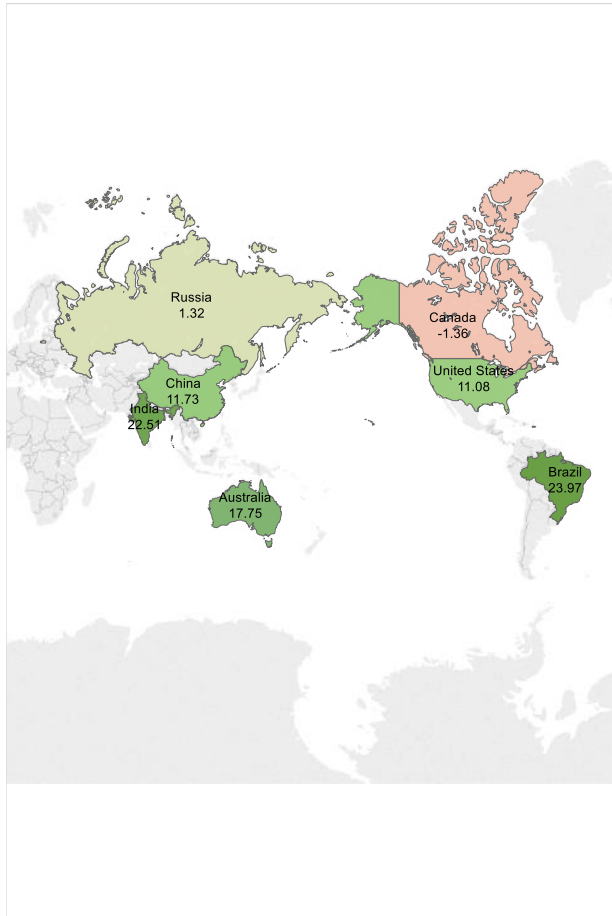 Russia
1.32
Canada
-1.36
United States
11.08
China
11.73
India
22.51
Brazil
23.97
Australia
17.75